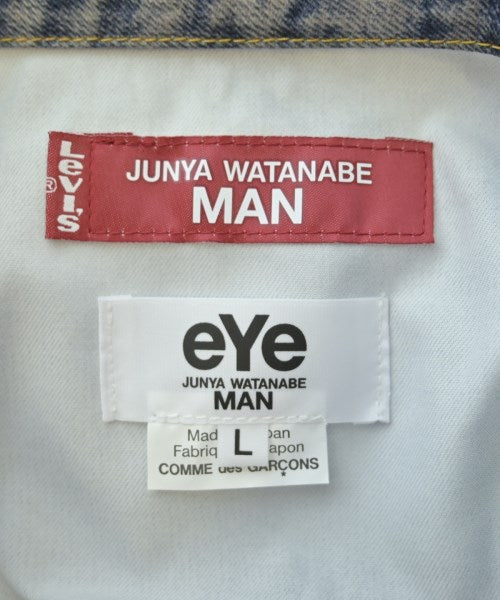 Levi's®
JUNYA WATANABE
MAN
eYe
JUNYA WATANABE
MAN
L
COMME des GARÇONS